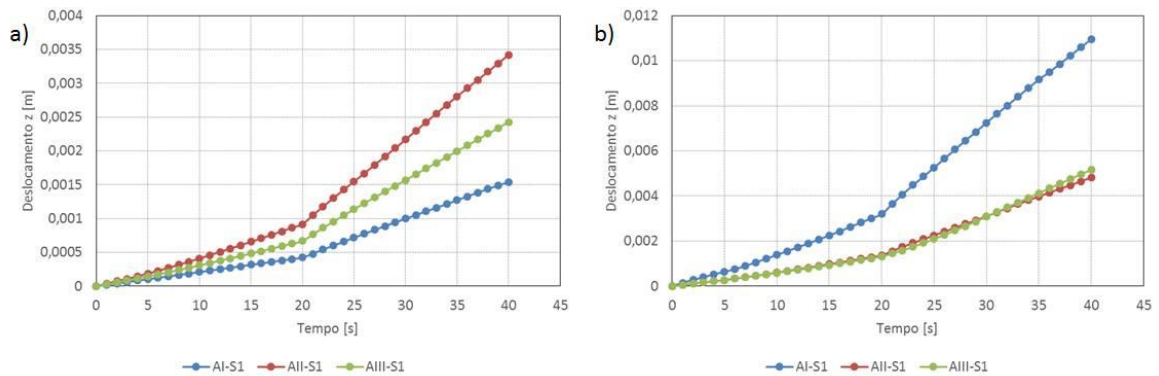 a)
Deslocamento z [m]
0,004
0,0035
0,003
0,0025
0,002
0,0015
0,001
0,0005
0
0 5 10 15 20 25 30 35 40 45
Tempo [s]
AI-S1 AII-S1 AIII-S1
b)
Deslocamento z [m]
0,012
0,01
0,008
0,006
0,004
0,002
0
0 5 10 15 20 25 30 35 40 45
Tempo [s]
AI-S1 AII-S1 AIII-S1